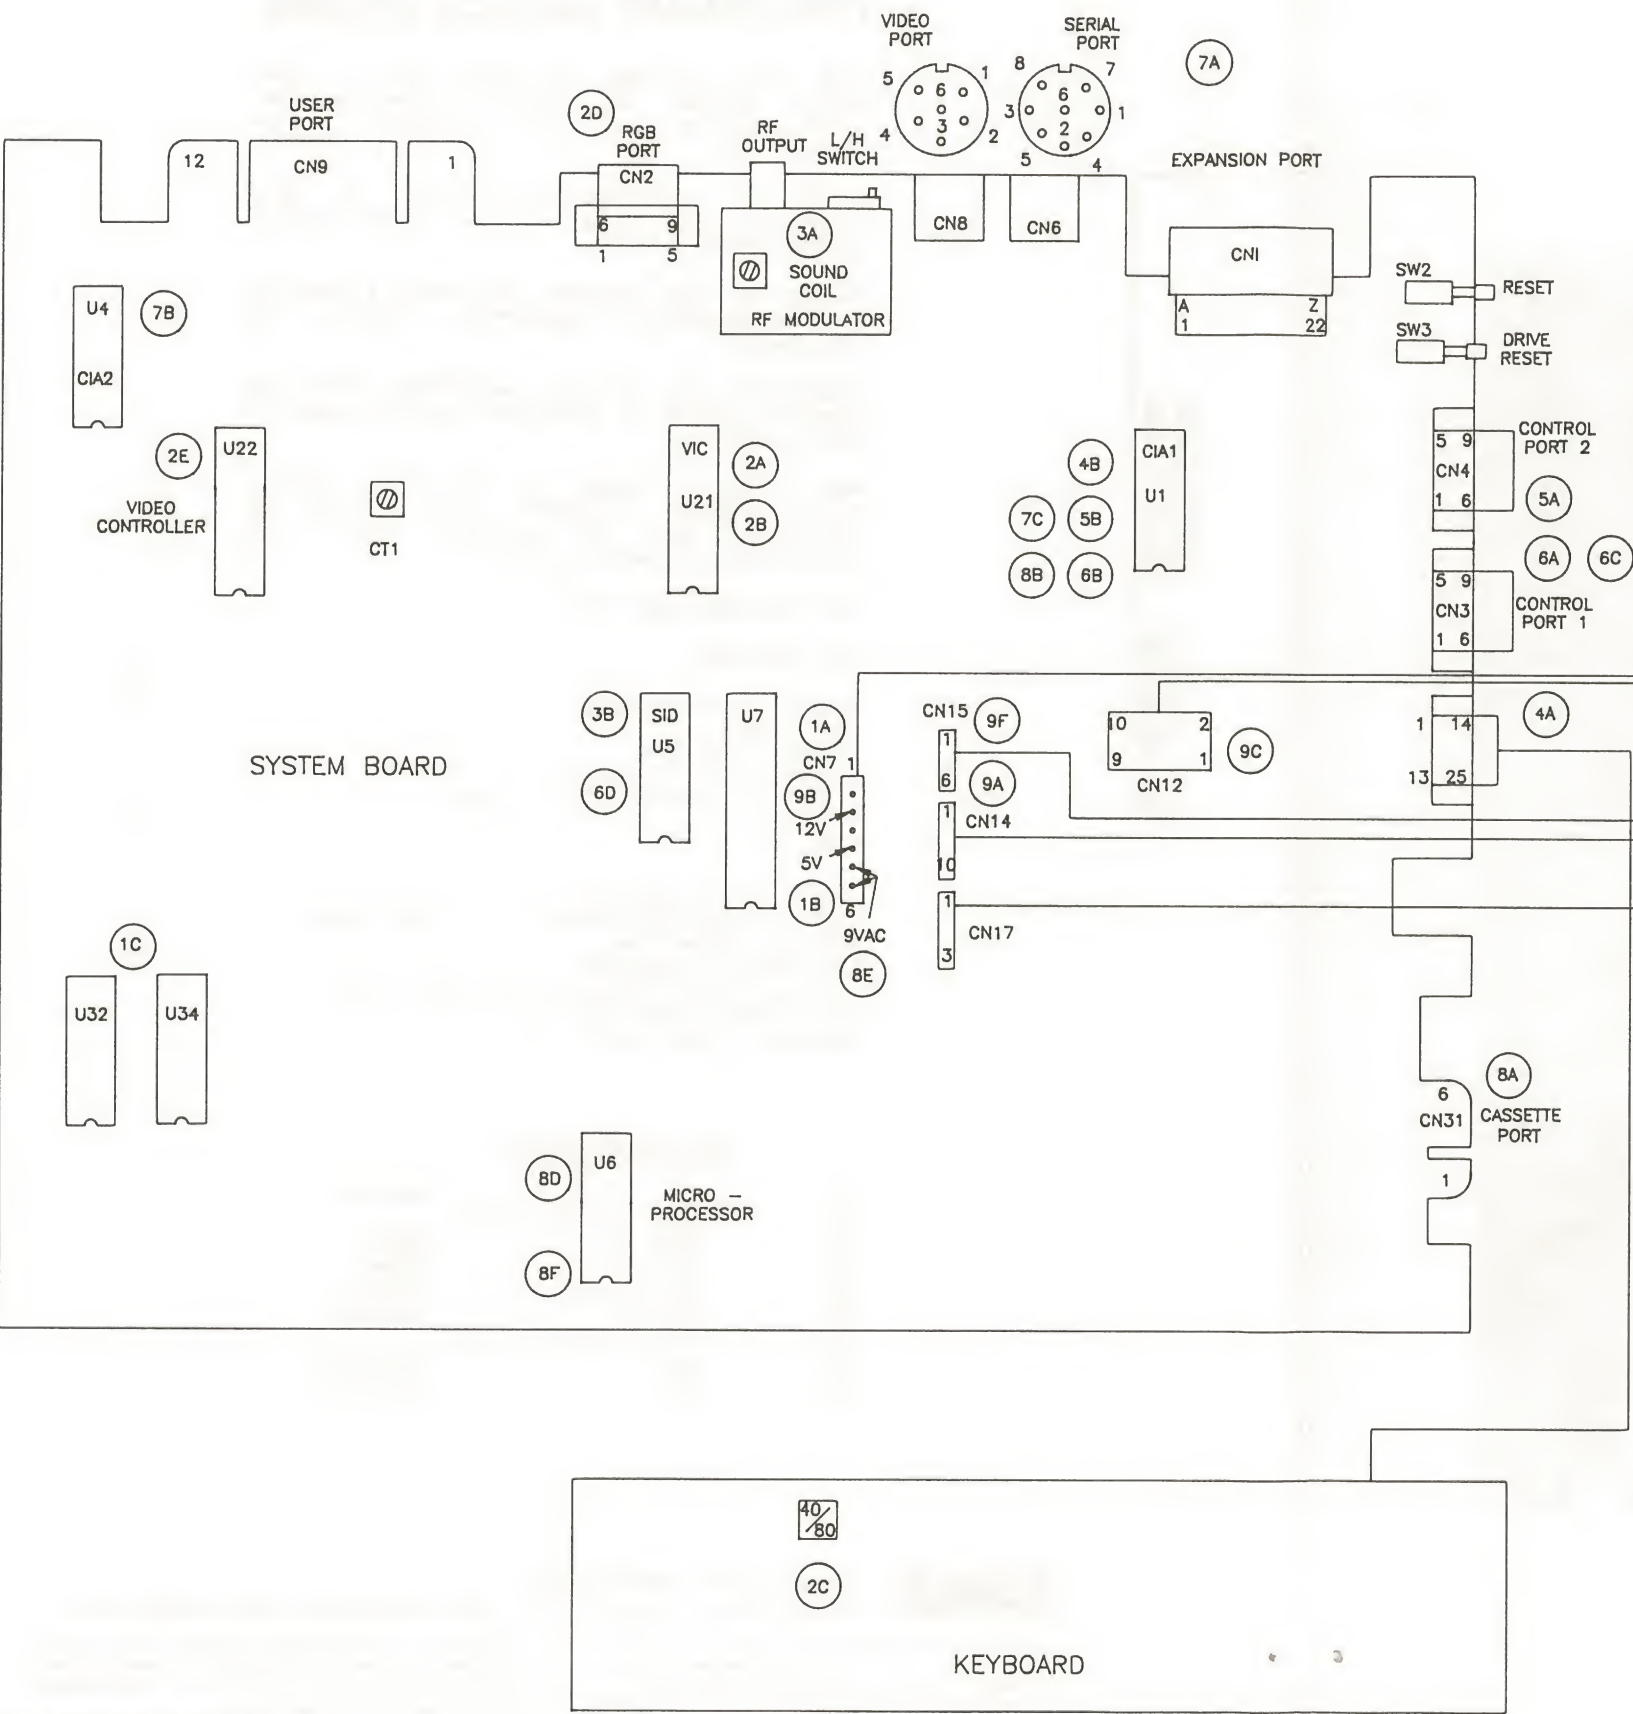 VIDEO
PORT
SERIAL
PORT
7A
5
1
6
3
4
2
8
7
6
3
1
2
5
4
USER
PORT
2D
RGB
PORT
RF
OUTPUT
L/H
SWITCH
EXPANSION PORT
12
CN9
1
CN2
6
9
1
5
3A
SOUND
COIL
RF MODULATOR
CN8
CN6
CN1
A
Z
1
22
SW2
RESET
SW3
DRIVE
RESET
U4
CIA2
7B
2E
U22
VIDEO
CONTROLLER
CT1
VIC
U21
2A
2B
4B
7C
5B
8B
6B
CIA1
U1
5 9
CN4
1 6
CONTROL
PORT 2
5A
6A
6C
5 9
CN3
1 6
CONTROL
PORT 1
SYSTEM BOARD
3B
6D
SID
U5
U7
1A
CN7
1
9B
12V
5V
1B
6
9VAC
8E
CN15
9F
1
6
9A
1
CN14
10
1
CN17
3
10
2
9
1
CN12
9C
1
14
13
25
4A
1C
U32
U34
8D
8F
U6
MICRO -
PROCESSOR
6
CN31
8A
CASSETTE
PORT
1
40/
80
2C
KEYBOARD